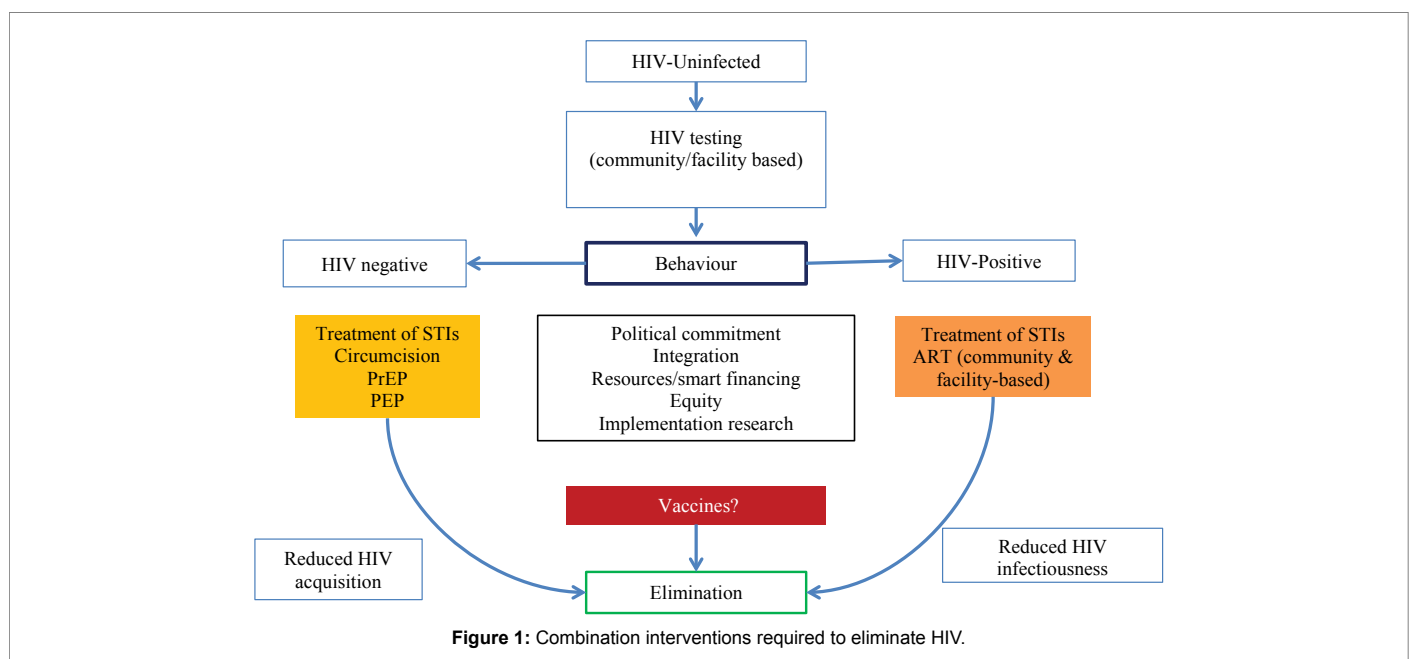 HIV-Uninfected
HIV testing
(community/facility based)
HIV negative
Behaviour
HIV-Positive
Treatment of STIs
Circumcision
PrEP
PEP
Political commitment
Integration
Resources/smart financing
Equity
Implementation research
Treatment of STIs
ART (community &
facility-based)
Vaccines?
Reduced HIV
acquisition
Reduced HIV
infectiousness
Elimination
Figure 1: Combination interventions required to eliminate HIV.